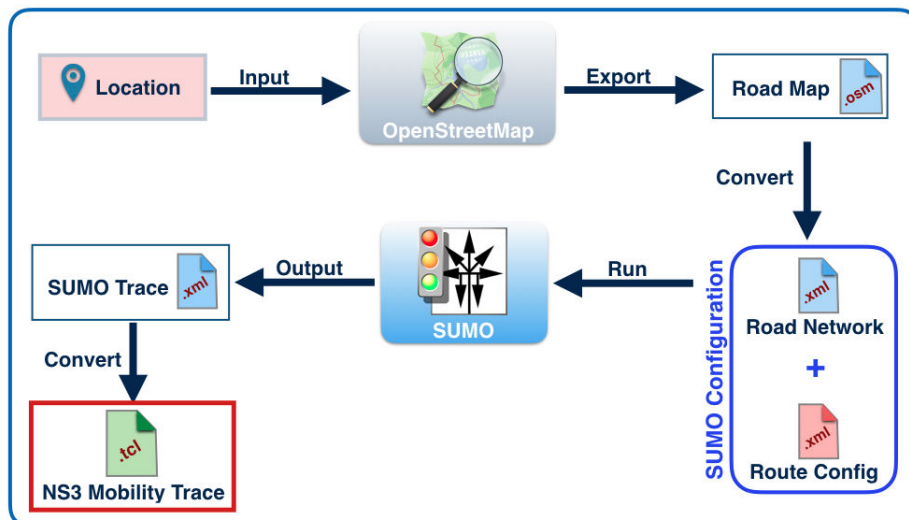 Location
Input
OpenStreetMap
Export
Road Map
.osm
Convert
SUMO Configuration
.xml
Road Network
+
.xml
Route Config
Run
SUMO
Output
SUMO Trace
.xml
Convert
.tcl
NS3 Mobility Trace